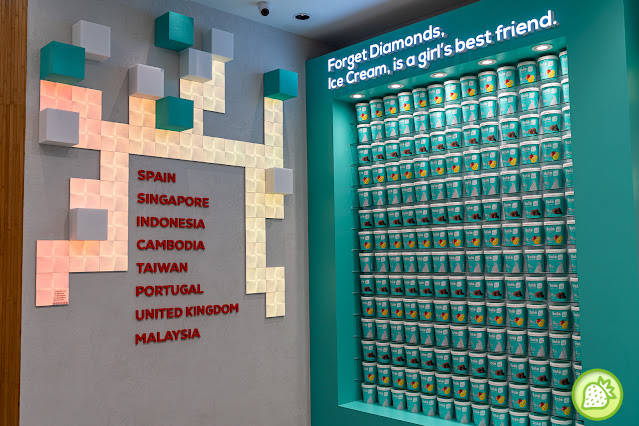 Forget Diamonds,
Ice Cream, is a girl's best friend.
SPAIN
SINGAPORE
INDONESIA
CAMBODIA
TAIWAN
PORTUGAL
UNITED KINGDOM
MALAYSIA